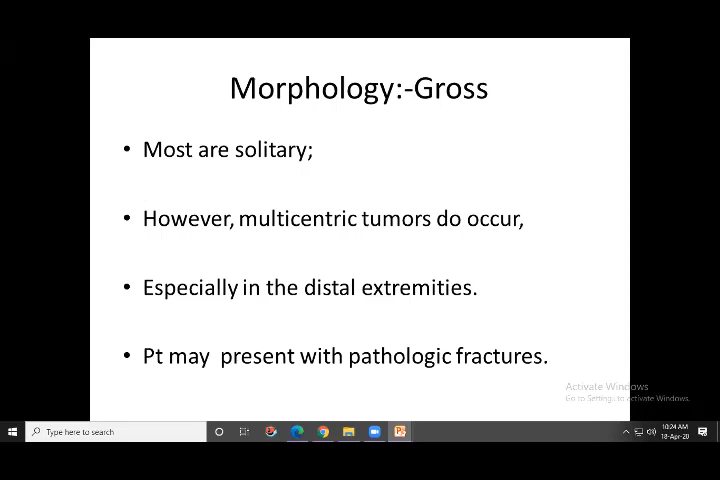 Morphology:-Gross
• Most are solitary;
• However, multicentric tumors do occur,
• Especially in the distal extremities.
• Pt may  present with pathologic fractures.
Activate Windows
Go to Settings to activate Windows.
Type here to search
10:24 AM
18-Apr-20